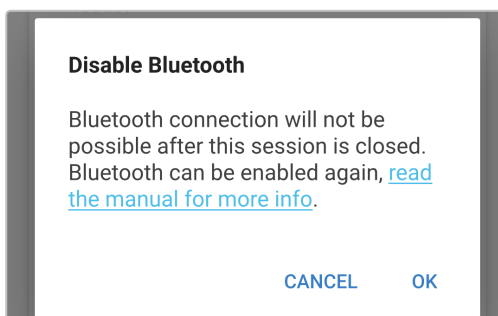 Disable Bluetooth
Bluetooth connection will not be
possible after this session is closed.
Bluetooth can be enabled again, read
the manual for more info.
CANCEL OK